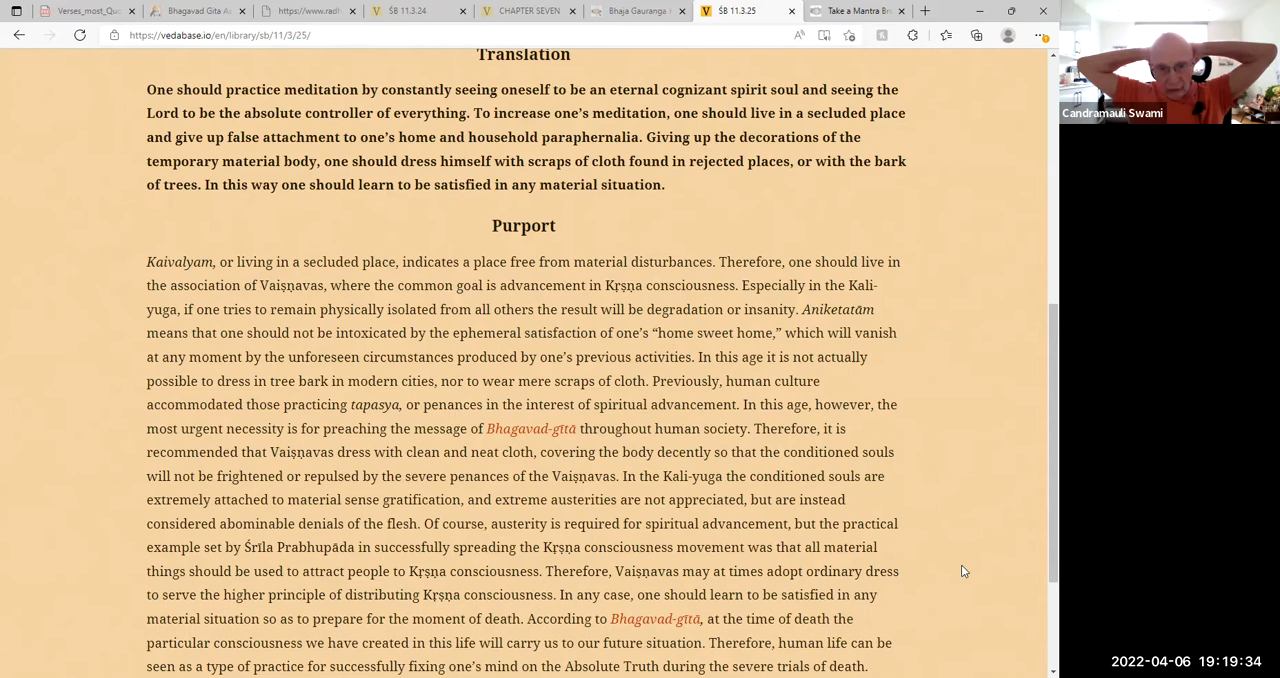 Verses_most_Quo
Bhagavad Gita As
https://www.radh
ŚB 11.3.24
CHAPTER SEVEN
Bhaja Gauranga
ŚB 11.3.25
Take a Mantra Bre
https://vedabase.io/en/library/sb/11/3/25/
Translation
One should practice meditation by constantly seeing oneself to be an eternal cognizant spirit soul and seeing the
Lord to be the absolute controller of everything. To increase one’s meditation, one should live in a secluded place
and give up false attachment to one’s home and household paraphernalia. Giving up the decorations of the
temporary material body, one should dress himself with scraps of cloth found in rejected places, or with the bark
of trees. In this way one should learn to be satisfied in any material situation.
Purport
Kaivalyam, or living in a secluded place, indicates a place free from material disturbances. Therefore, one should live in
the association of Vaiṣṇavas, where the common goal is advancement in Kṛṣṇa consciousness. Especially in the Kali-
yuga, if one tries to remain physically isolated from all others the result will be degradation or insanity. Aniketatām
means that one should not be intoxicated by the ephemeral satisfaction of one’s “home sweet home,” which will vanish
at any moment by the unforeseen circumstances produced by one’s previous activities. In this age it is not actually
possible to dress in tree bark in modern cities, nor to wear mere scraps of cloth. Previously, human culture
accommodated those practicing tapasya, or penances in the interest of spiritual advancement. In this age, however, the
most urgent necessity is for preaching the message of Bhagavad-gītā throughout human society. Therefore, it is
recommended that Vaiṣṇavas dress with clean and neat cloth, covering the body decently so that the conditioned souls
will not be frightened or repulsed by the severe penances of the Vaiṣṇavas. In the Kali-yuga the conditioned souls are
extremely attached to material sense gratification, and extreme austerities are not appreciated, but are instead
considered abominable denials of the flesh. Of course, austerity is required for spiritual advancement, but the practical
example set by Śrīla Prabhupāda in successfully spreading the Kṛṣṇa consciousness movement was that all material
things should be used to attract people to Kṛṣṇa consciousness. Therefore, Vaiṣṇavas may at times adopt ordinary dress
to serve the higher principle of distributing Kṛṣṇa consciousness. In any case, one should learn to be satisfied in any
material situation so as to prepare for the moment of death. According to Bhagavad-gītā, at the time of death the
particular consciousness we have created in this life will carry us to our future situation. Therefore, human life can be
seen as a type of practice for successfully fixing one’s mind on the Absolute Truth during the severe trials of death.
Candramauli Swami
2022-04-06 19:19:34